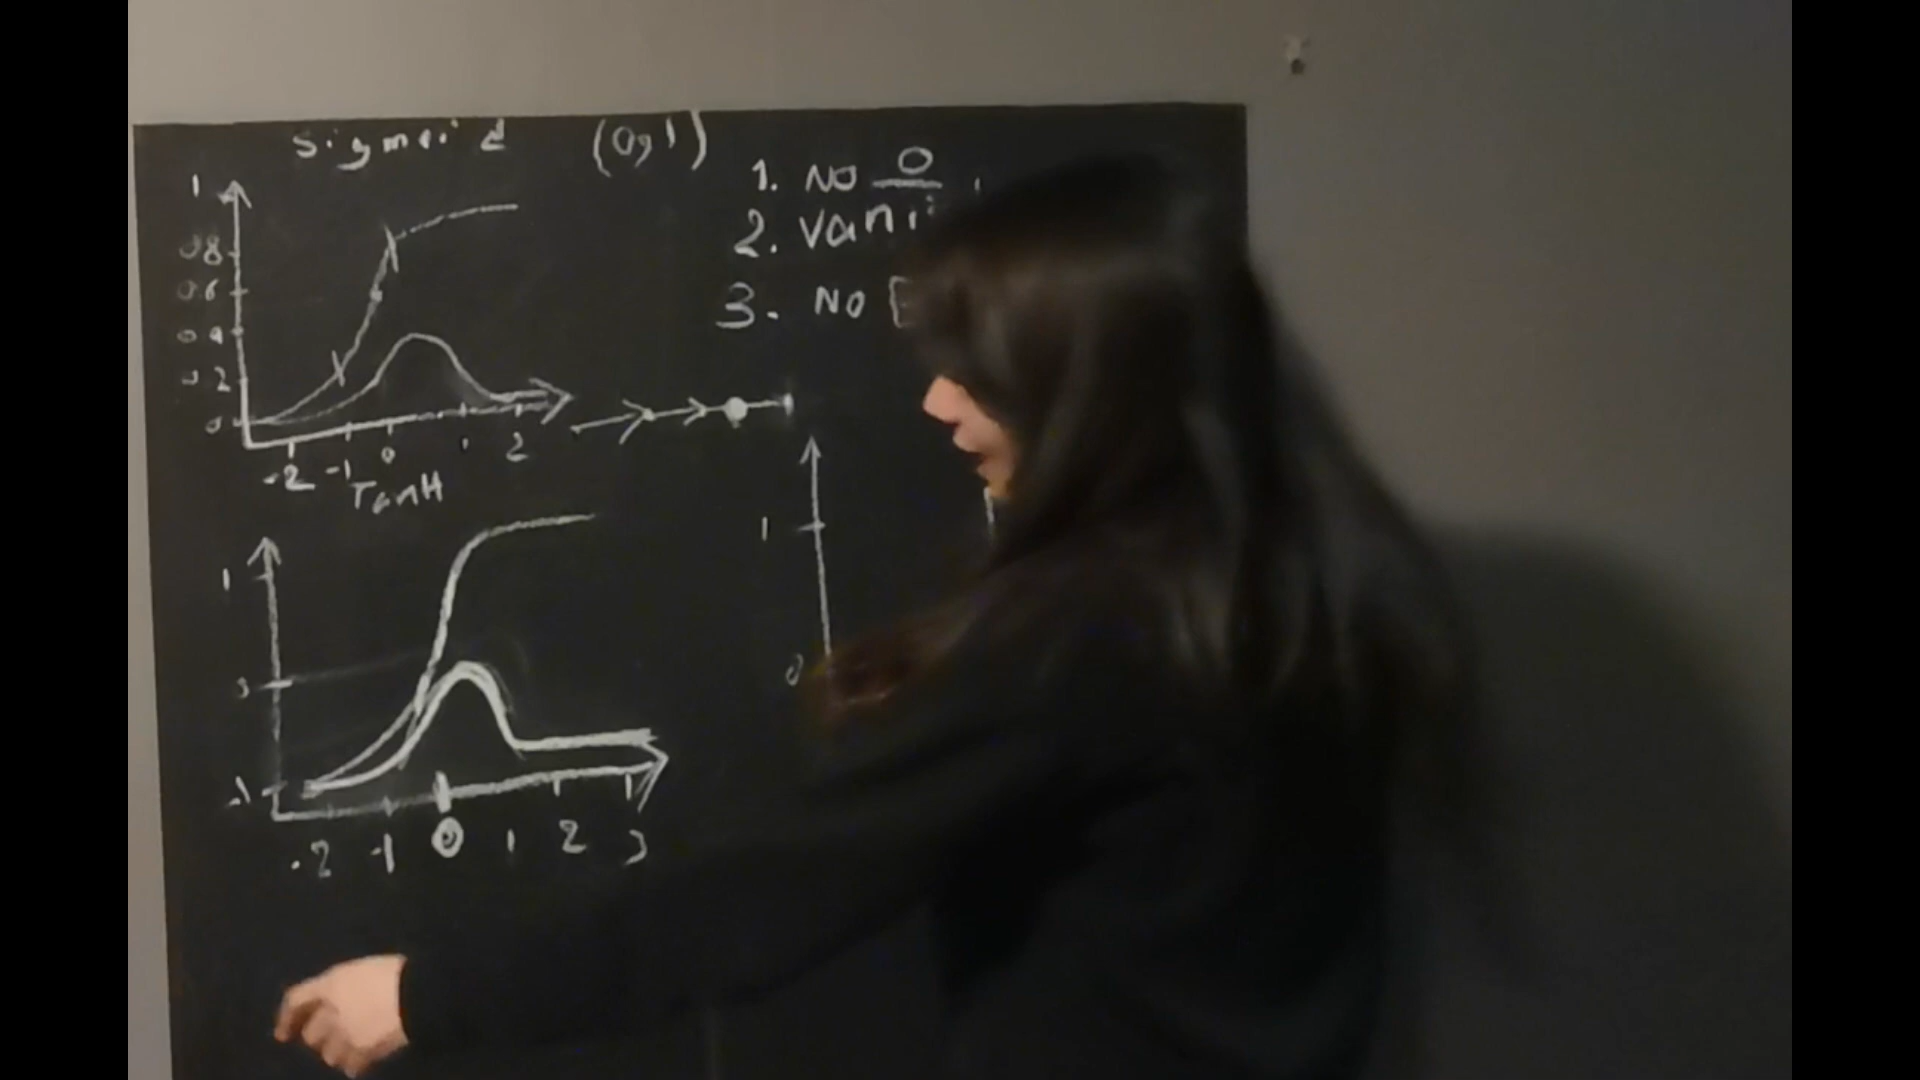 Sigmoid (0,1)
1. NO 0
2. Vani
3. NO
1
0.8
0.6
0.4
0.2
0
-2 -1 0 1 2
TanH
1
-1
-2 -1 0 1 2 3
1
0